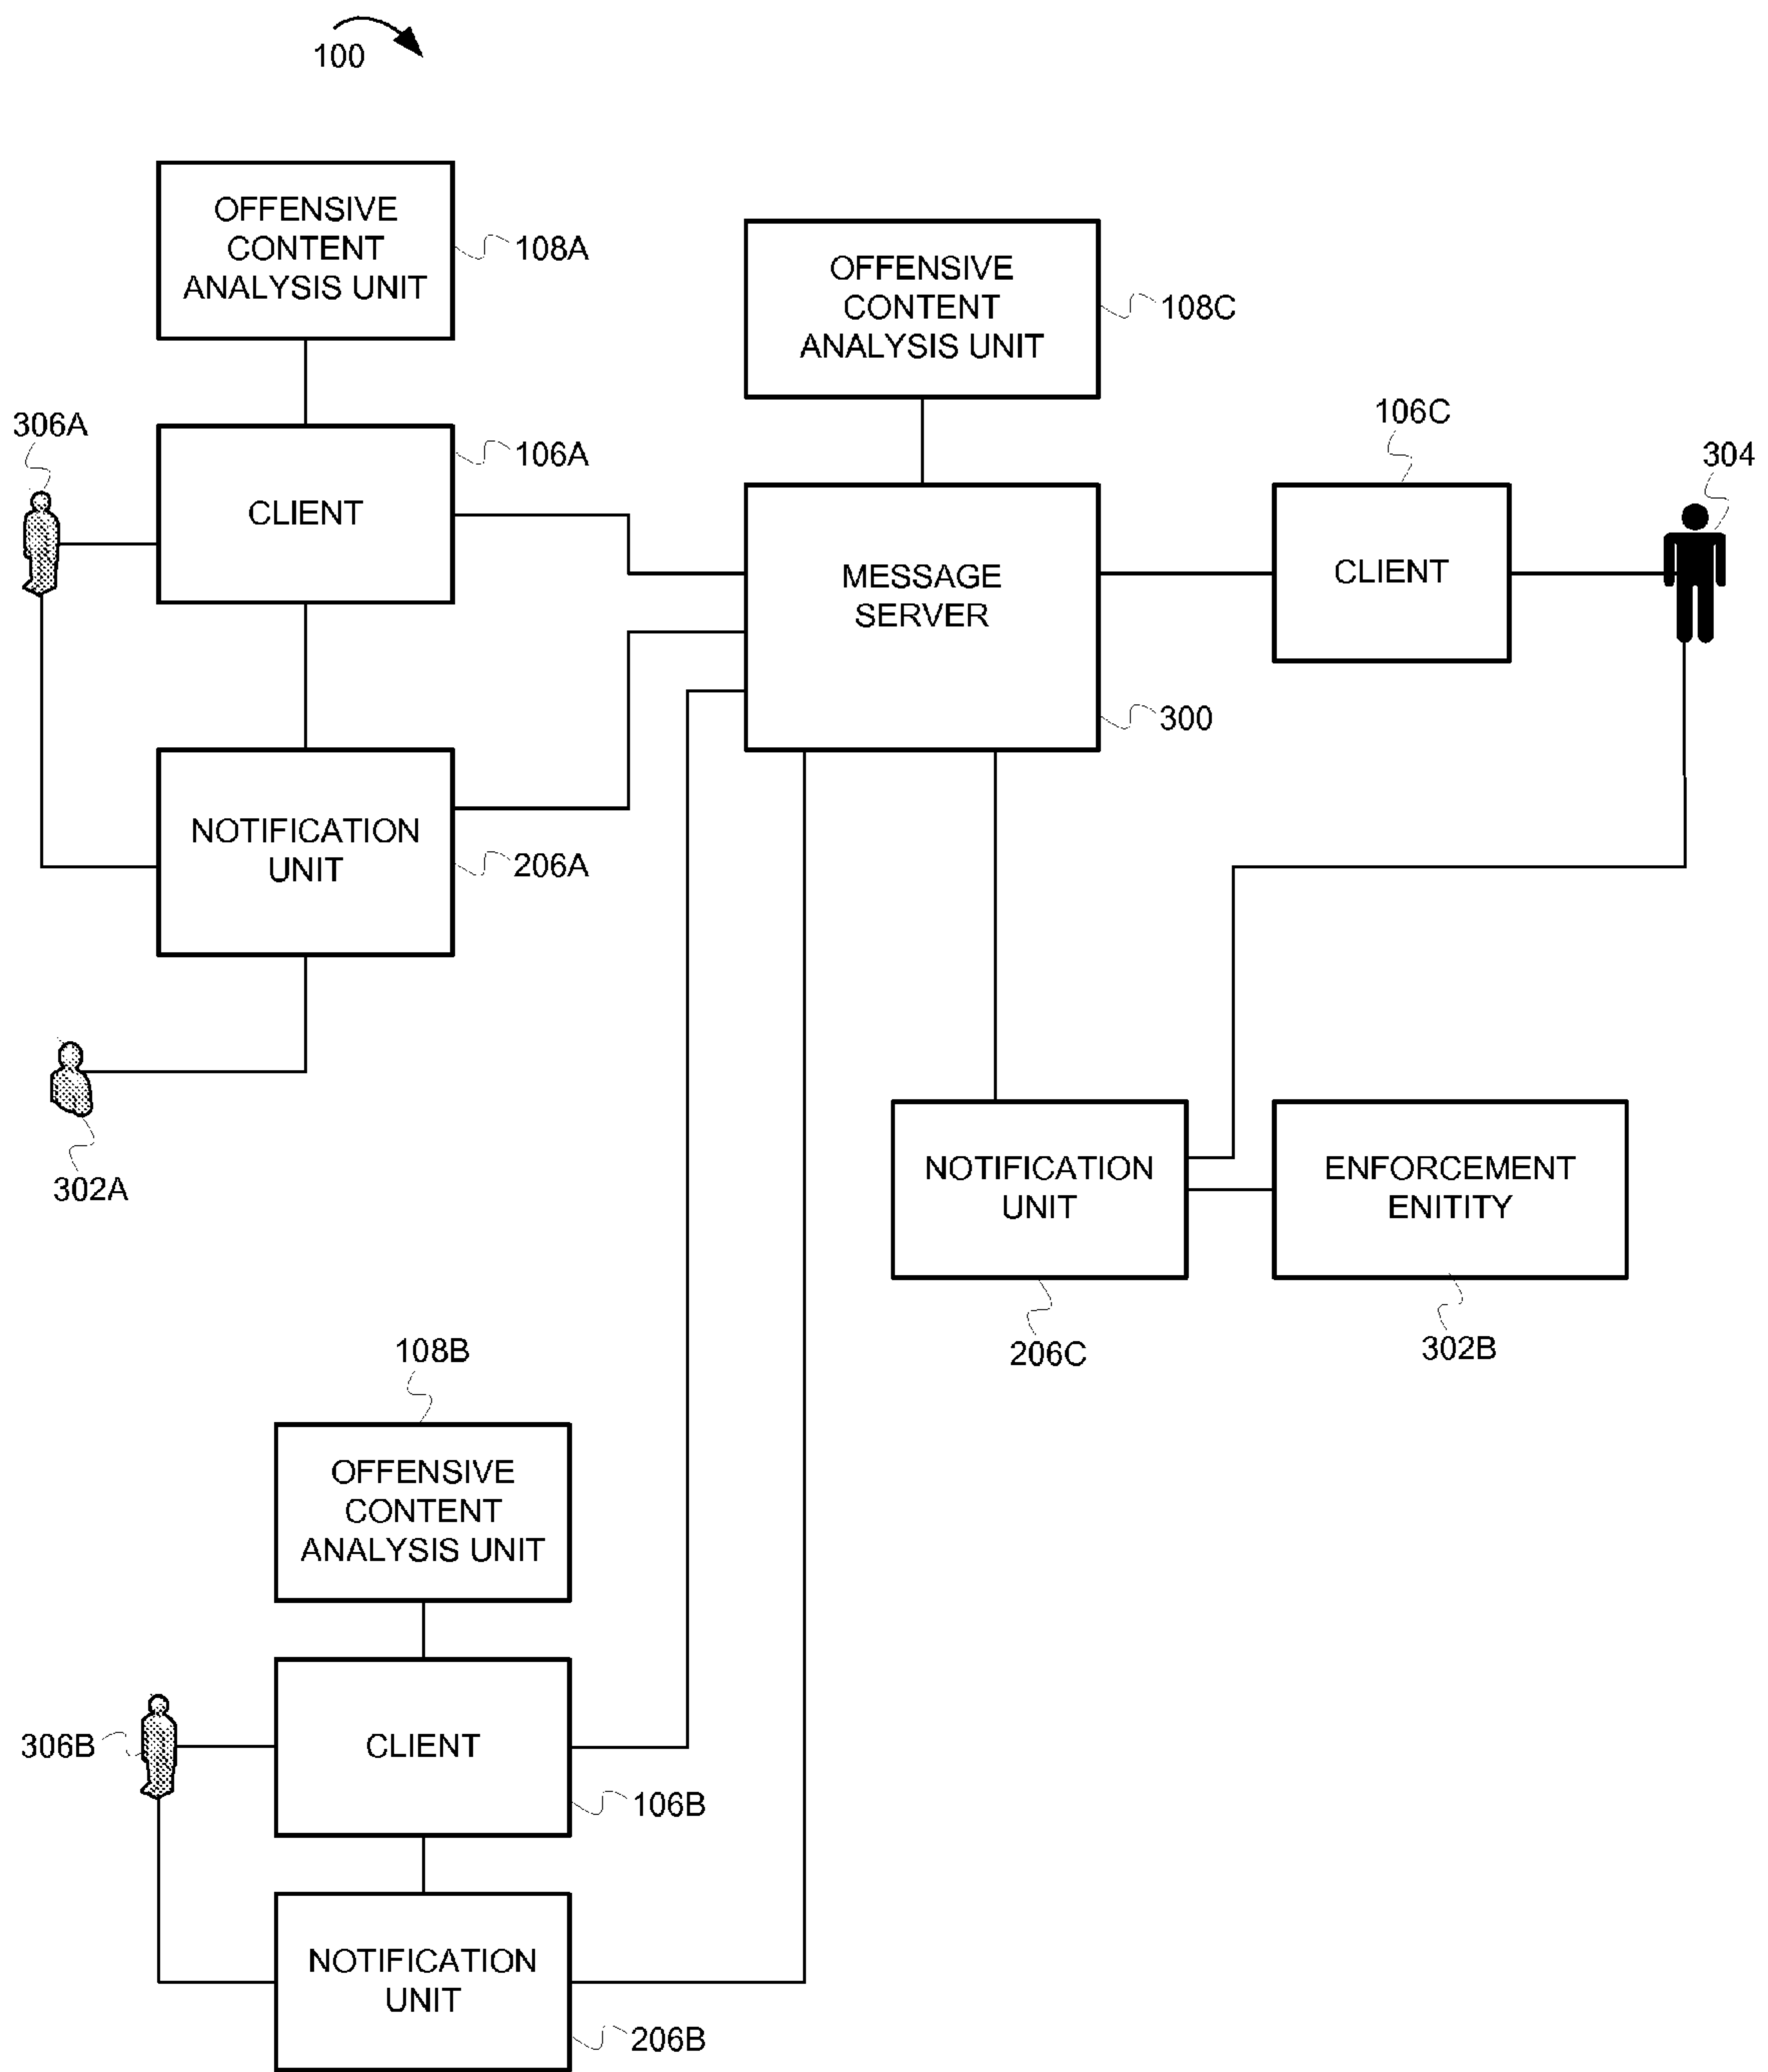 100
OFFENSIVE
CONTENT
ANALYSIS UNIT
108A
OFFENSIVE
CONTENT
ANALYSIS UNIT
108C
306A
106A
CLIENT
106C
304
MESSAGE
SERVER
CLIENT
300
NOTIFICATION
UNIT
206A
302A
NOTIFICATION
UNIT
ENFORCEMENT
ENITITY
206C
302B
108B
OFFENSIVE
CONTENT
ANALYSIS UNIT
306B
CLIENT
106B
NOTIFICATION
UNIT
206B